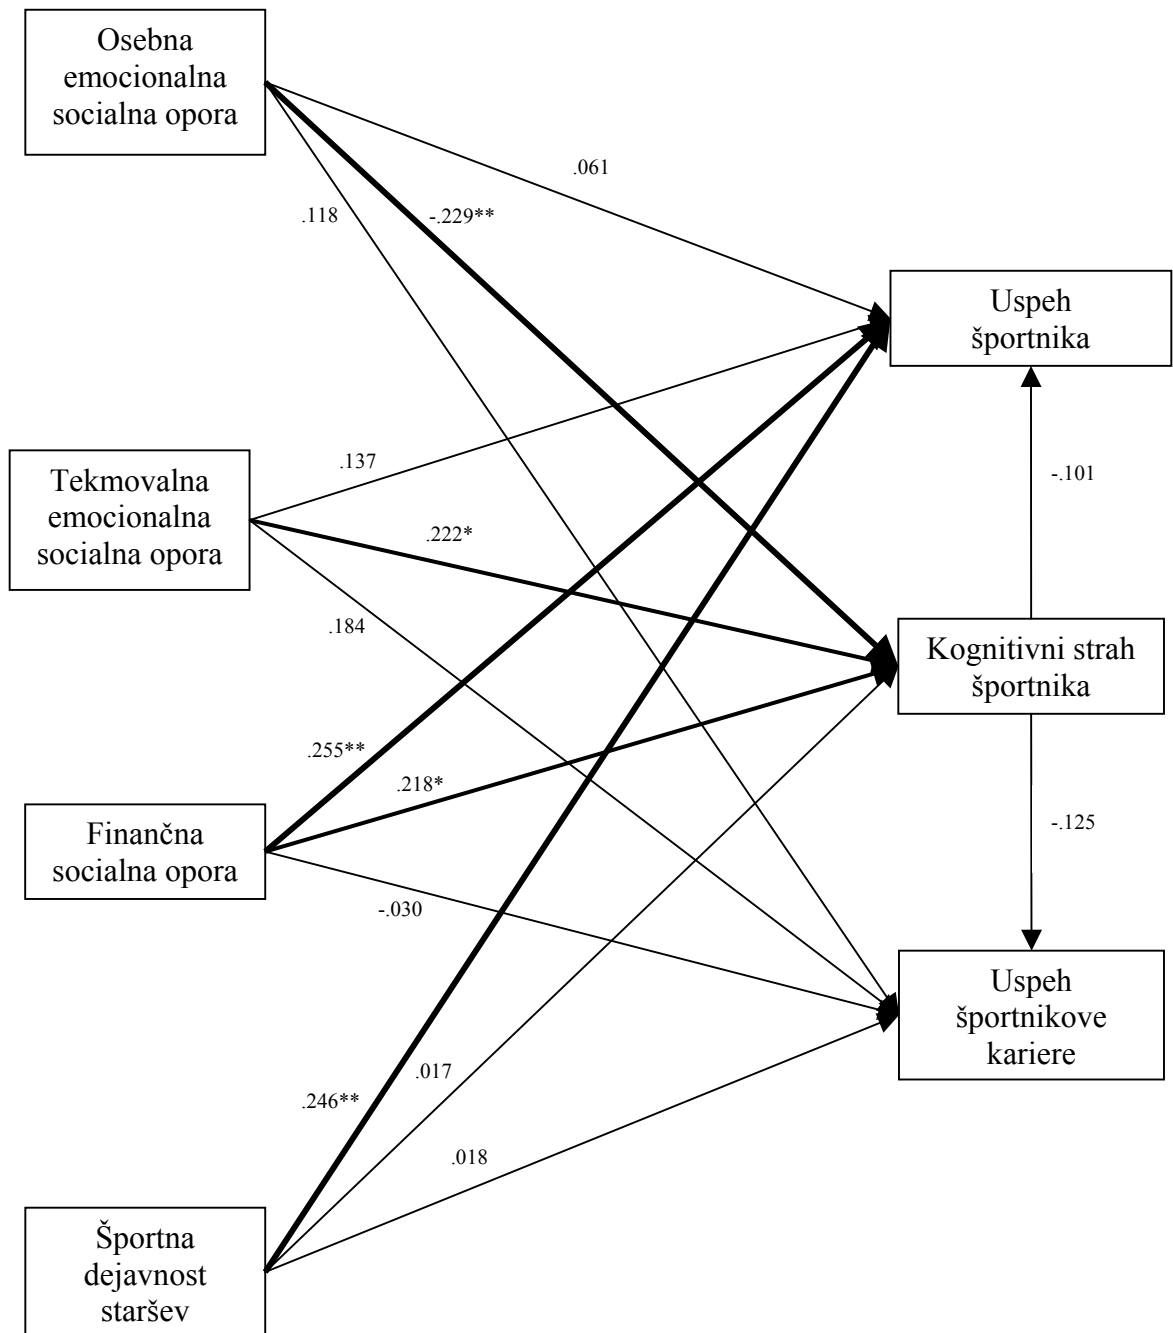 Osebna
emocionalna
socialna opora
.061
.118
-.229**
Uspeh
športnika
Tekmovalna
emocionalna
socialna opora
.137
-.101
.222*
.184
Kognitivni strah
športnika
.255**
.218*
Finančna
socialna opora
-.125
-.030
Uspeh
športnikove
kariere
.017
.246**
.018
Športna
dejavnost
staršev